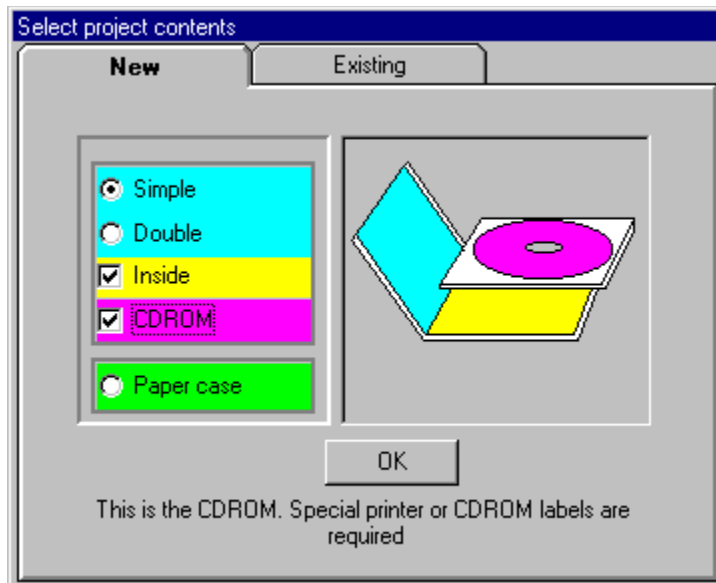 Select project contents
New
Existing
Simple
Double
Inside
CDROM
Paper case
OK
This is the CDROM. Special printer or CDROM labels are
required